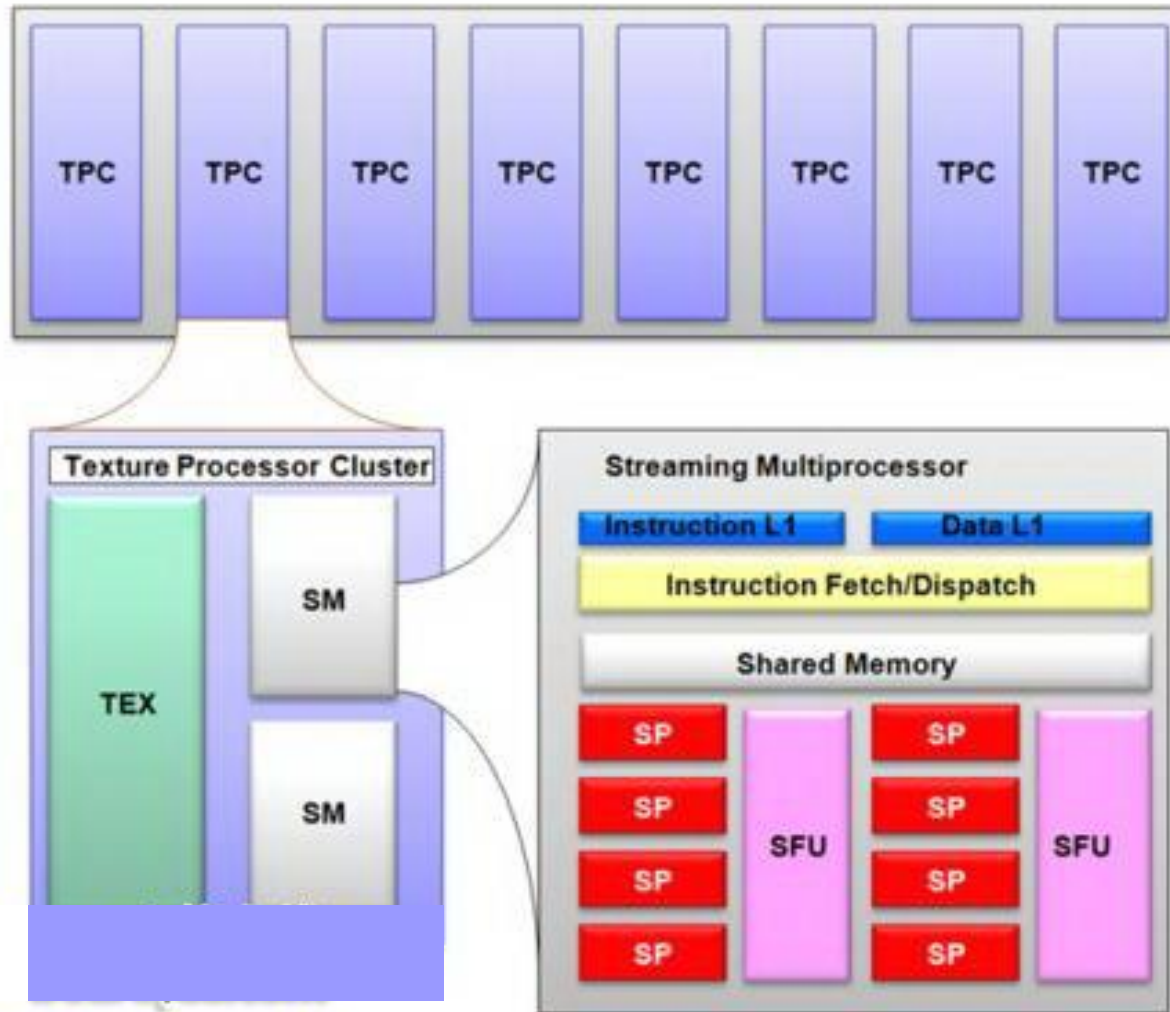 TPC TPC TPC TPC TPC TPC TPC TPC
Texture Processor Cluster
TEX
SM
SM
Streaming Multiprocessor
Instruction L1 Data L1
Instruction Fetch/Dispatch
Shared Memory
SP SP
SP SP
SFU SFU
SP SP
SP SP